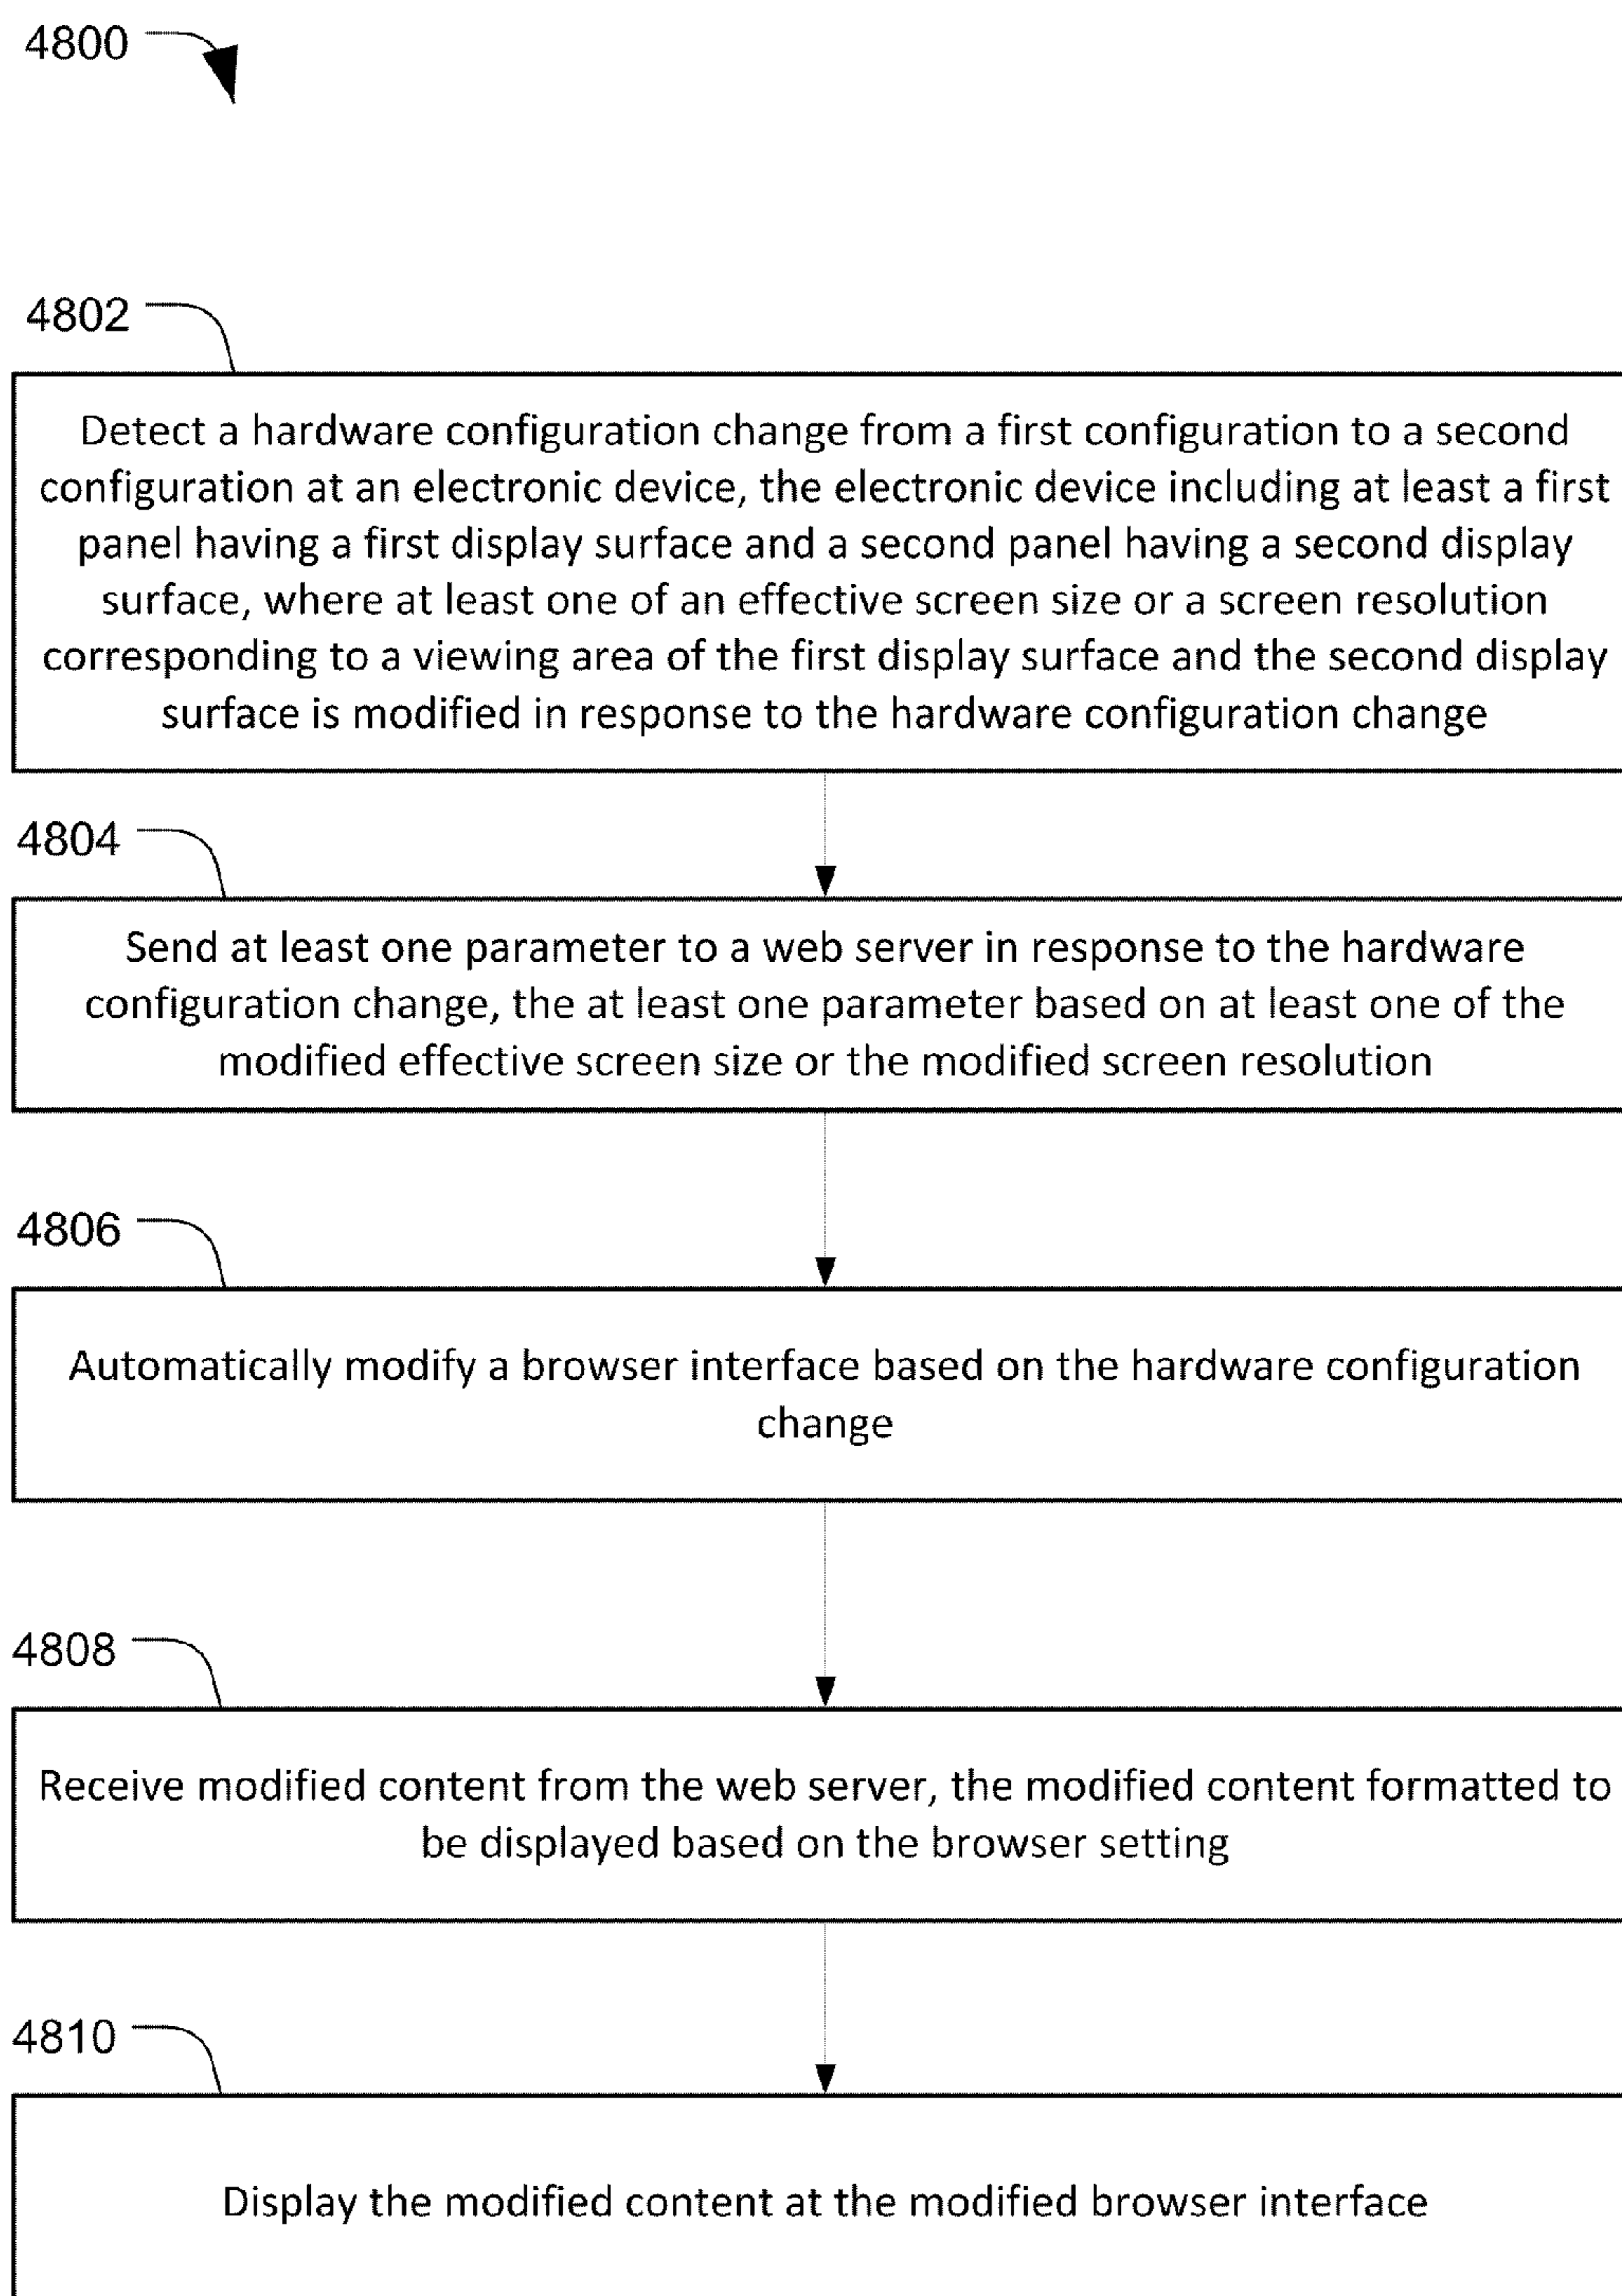 4800
4802
Detect a hardware configuration change from a first configuration to a second
configuration at an electronic device, the electronic device including at least a first
panel having a first display surface and a second panel having a second display
surface, where at least one of an effective screen size or a screen resolution
corresponding to a viewing area of the first display surface and the second display
surface is modified in response to the hardware configuration change
4804
Send at least one parameter to a web server in response to the hardware
configuration change, the at least one parameter based on at least one of the
modified effective screen size or the modified screen resolution
4806
Automatically modify a browser interface based on the hardware configuration
change
4808
Receive modified content from the web server, the modified content formatted to
be displayed based on the browser setting
4810
Display the modified content at the modified browser interface